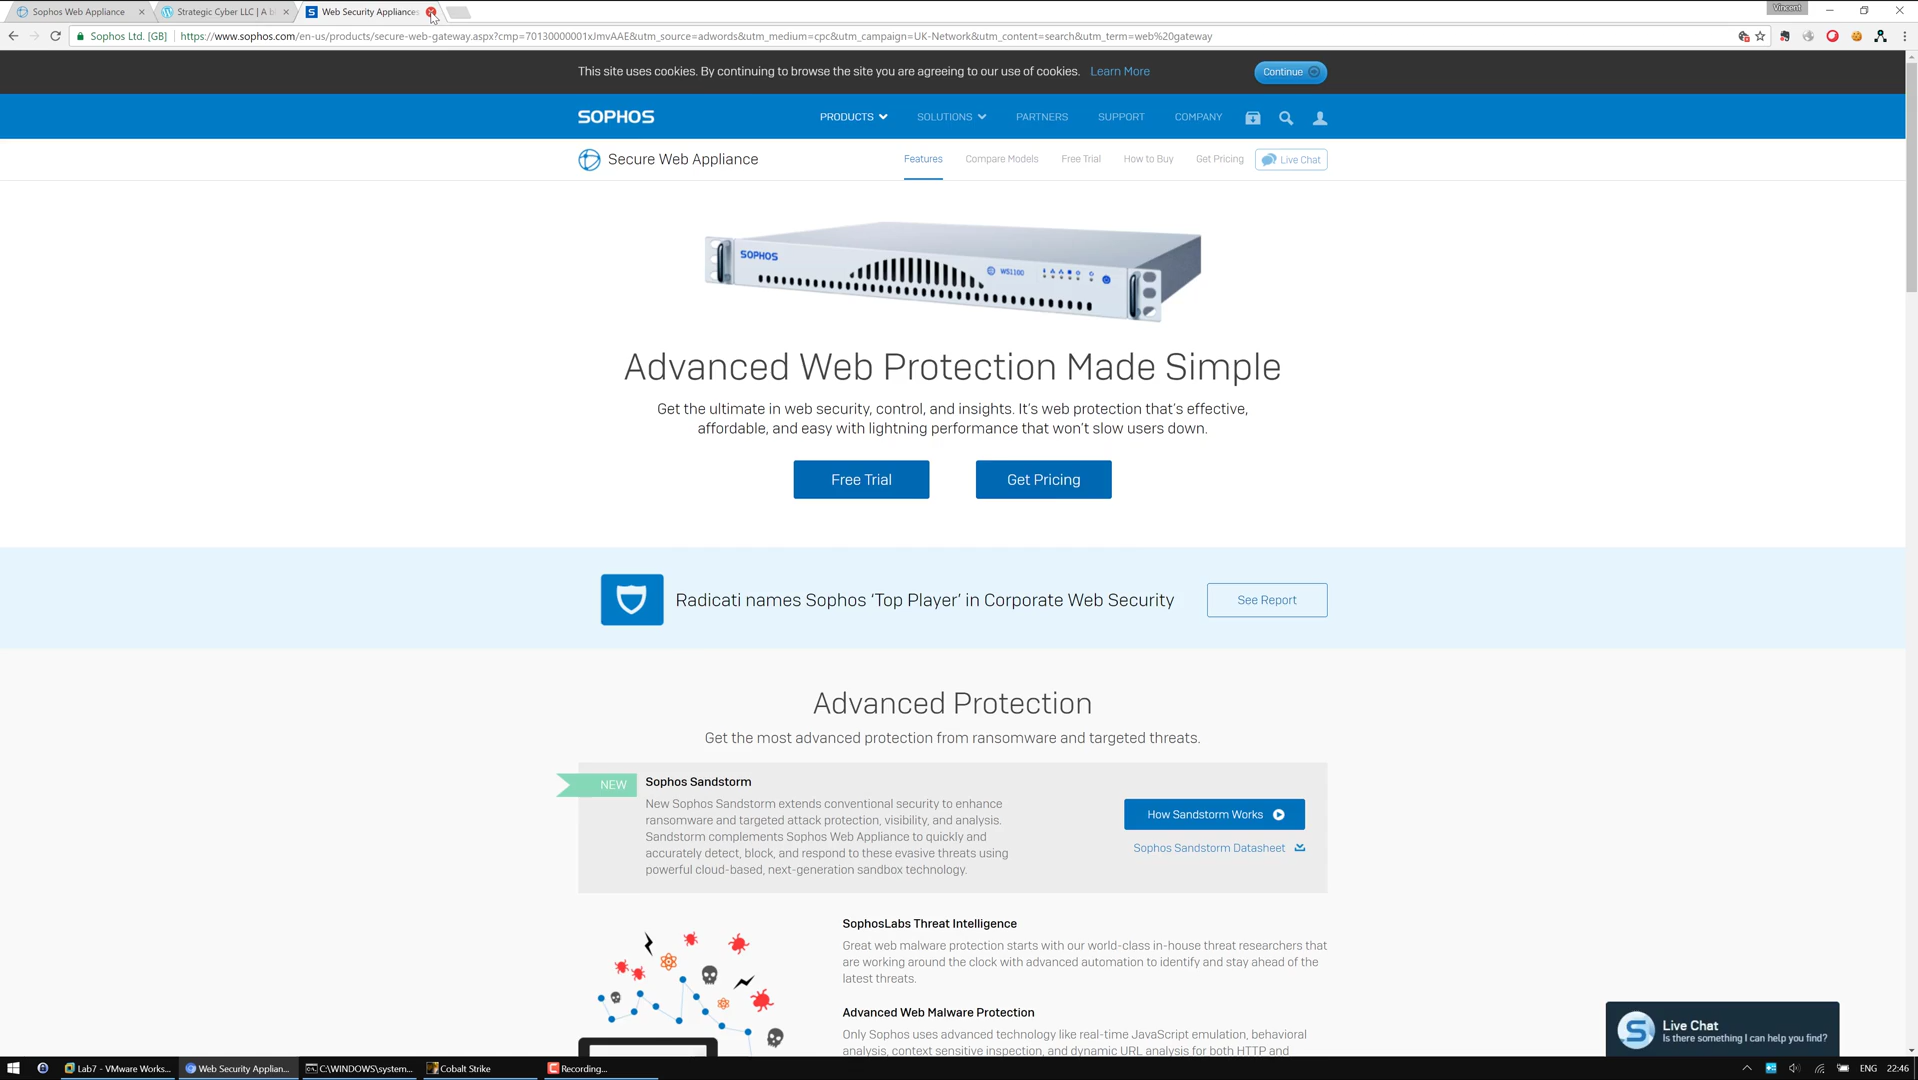 Sophos Web Appliance
Strategic Cyber LLC | A b
Web Security Appliances
Vincent
Sophos Ltd. [GB]
https://www.sophos.com/en-us/products/secure-web-gateway.aspx?cmp=70130000001xJmvAAE&utm_source=adwords&utm_medium=cpc&utm_campaign=UK-Network&utm_content=search&utm_term=web%20gateway
This site uses cookies. By continuing to browse the site you are agreeing to our use of cookies. Learn More
Continue
SOPHOS
PRODUCTS
SOLUTIONS
PARTNERS
SUPPORT
COMPANY
Secure Web Appliance
Features
Compare Models
Free Trial
How to Buy
Get Pricing
Live Chat
SOPHOS
WS1100
Advanced Web Protection Made Simple
Get the ultimate in web security, control, and insights. It's web protection that's effective,
affordable, and easy with lightning performance that won't slow users down.
Free Trial
Get Pricing
Radicati names Sophos 'Top Player' in Corporate Web Security
See Report
Advanced Protection
Get the most advanced protection from ransomware and targeted threats.
NEW
Sophos Sandstorm
New Sophos Sandstorm extends conventional security to enhance
ransomware and targeted attack protection, visibility, and analysis.
Sandstorm complements Sophos Web Appliance to quickly and
accurately detect, block, and respond to these evasive threats using
powerful cloud-based, next-generation sandbox technology.
How Sandstorm Works
Sophos Sandstorm Datasheet
SophosLabs Threat Intelligence
Great web malware protection starts with our world-class in-house threat researchers that
are working around the clock with advanced automation to identify and stay ahead of the
latest threats.
Advanced Web Malware Protection
Only Sophos uses advanced technology like real-time JavaScript emulation, behavioral
analysis, context sensitive inspection, and dynamic URL analysis for both HTTP and
Live Chat
Is there something I can help you find?
Lab7 - VMware Works...
Web Security Applian...
C:\WINDOWS\system...
Cobalt Strike
Recording...
ENG
22:46